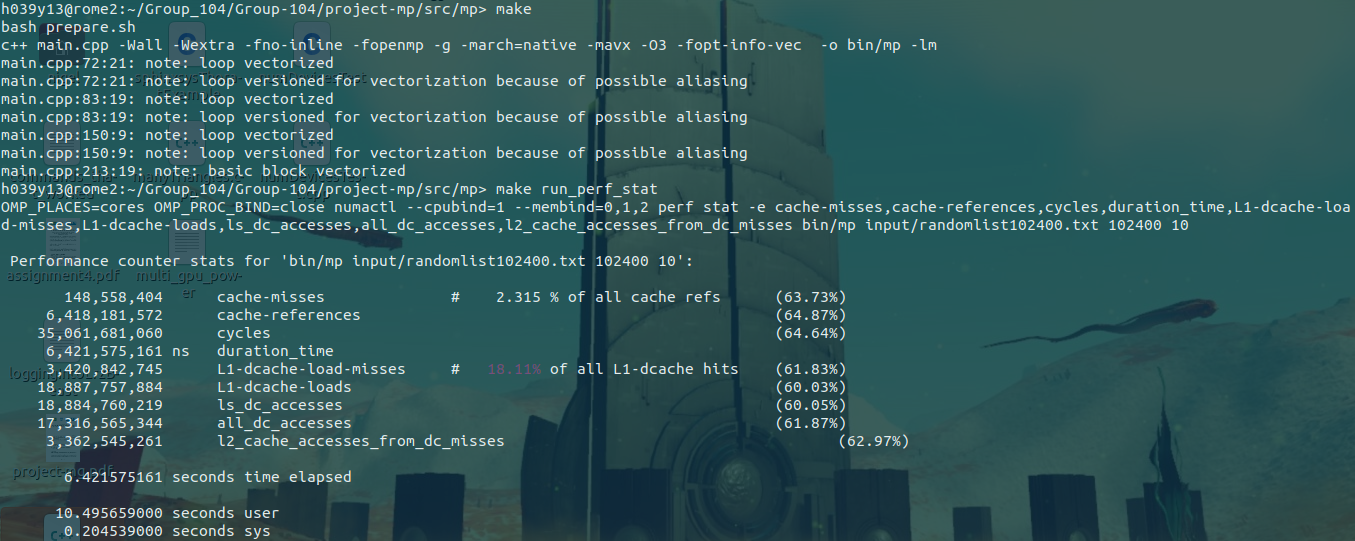 h039y13@rome2:~/Group_104/Group-104/project-mp/src/mp> make
bash prepare.sh
c++ main.cpp -Wall -Wextra -fno-inline -fopenmp -g -march=native -mavx -O3 -fopt-info-vec  -o bin/mp -lm
main.cpp:72:21: note: loop vectorized
main.cpp:72:21: note: loop versioned for vectorization because of possible aliasing
main.cpp:83:19: note: loop vectorized
main.cpp:83:19: note: loop versioned for vectorization because of possible aliasing
main.cpp:150:9: note: loop vectorized
main.cpp:150:9: note: loop versioned for vectorization because of possible aliasing
main.cpp:213:19: note: basic block vectorized
h039y13@rome2:~/Group_104/Group-104/project-mp/src/mp> make run_perf_stat
OMP_PLACES=cores OMP_PROC_BIND=close numactl --cpubind=1 --membind=0,1,2 perf stat -e cache-misses,cache-references,cycles,duration_time,L1-dcache-loa
d-misses,L1-dcache-loads,ls_dc_accesses,all_dc_accesses,l2_cache_accesses_from_dc_misses bin/mp input/randomlist102400.txt 102400 10
Performance counter stats for 'bin/mp input/randomlist102400.txt 102400 10':
assignment4.pdf multi_gpu_pow-
er
148,558,404 cache-misses # 2.315 % of all cache refs (63.73%)
6,418,181,572 cache-references (64.87%)
35,061,681,060 cycles (64.64%)
6,421,575,161 ns duration_time
3,420,842,745 L1-dcache-load-misses # 18.11% of all L1-dcache hits (61.83%)
18,887,757,884 L1-dcache-loads (60.03%)
18,884,760,219 ls_dc_accesses (60.05%)
17,316,565,344 all_dc_accesses (61.87%)
3,362,545,261 l2_cache_accesses_from_dc_misses (62.97%)
6.421575161 seconds time elapsed
10.495659000 seconds user
0.204539000 seconds sys